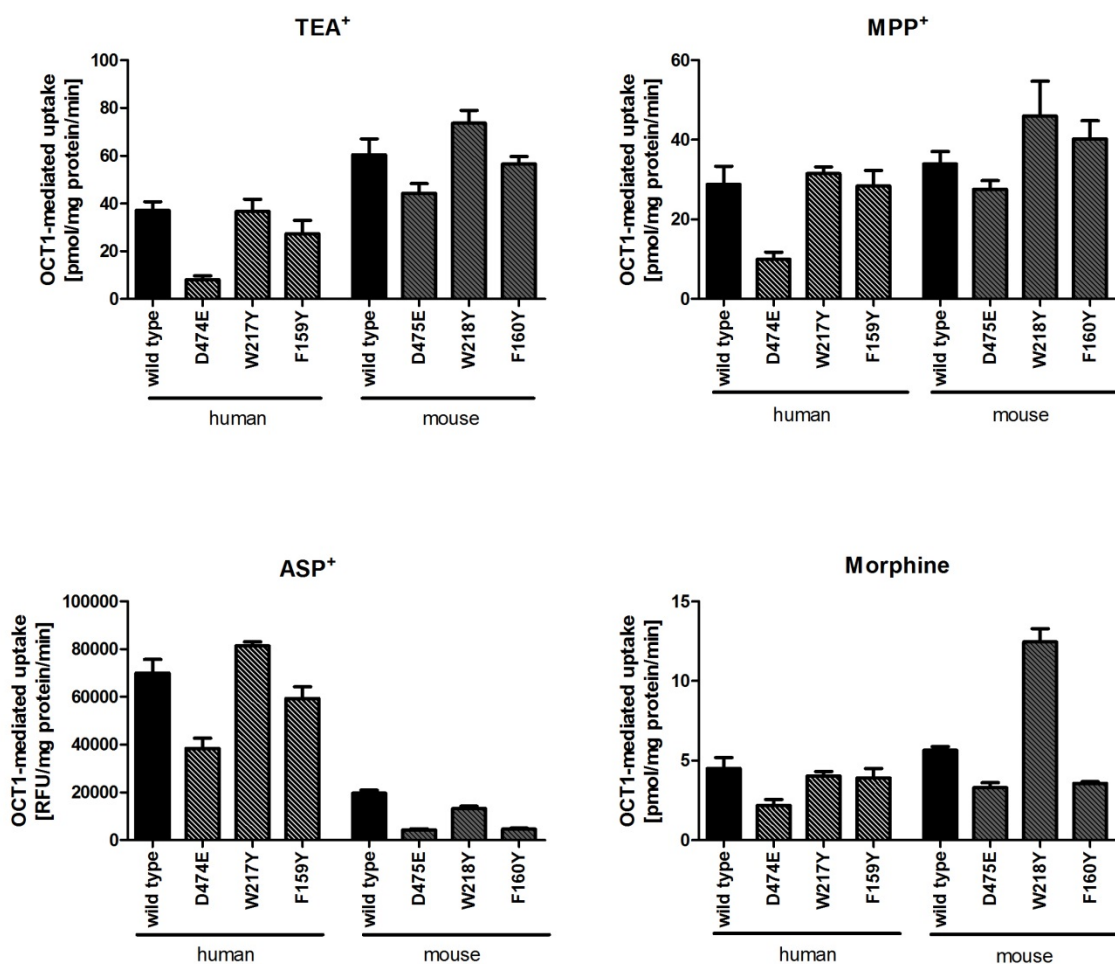 TEA+
OCT1-mediated uptake
[pmol/mg protein/min]
100
80
60
40
20
0
wild type
D474E
W217Y
F159Y
wild type
D475E
W218Y
F160Y
human
mouse
MPP+
OCT1-mediated uptake
[pmol/mg protein/min]
60
40
20
0
wild type
D474E
W217Y
F159Y
wild type
D475E
W218Y
F160Y
human
mouse
ASP+
OCT1-mediated uptake
[RFU/mg protein/min]
100000
80000
60000
40000
20000
0
wild type
D474E
W217Y
F159Y
wild type
D475E
W218Y
F160Y
human
mouse
Morphine
OCT1-mediated uptake
[pmol/mg protein/min]
15
10
5
0
wild type
D474E
W217Y
F159Y
wild type
D475E
W218Y
F160Y
human
mouse